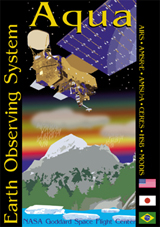 Aqua
Earth Observing System
AIRS • AMSR-E • AMSU-A • CERES • HSB • MODIS
NASA Goddard Space Flight Center